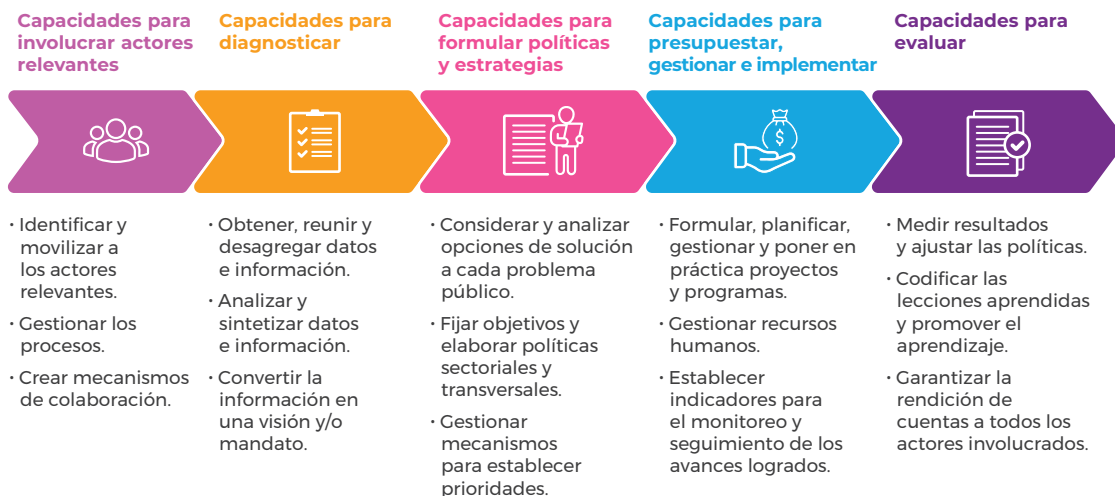 Capacidades para
involucrar actores
relevantes
Capacidades para
diagnosticar
Capacidades para
formular políticas
y estrategias
Capacidades para
presupuestar,
gestionar e implementar
Capacidades para
evaluar
$
· Identificar y
movilizar a
los actores
relevantes.
· Gestionar los
procesos.
· Crear mecanismos
de colaboración.
· Obtener, reunir y
desagregar datos
e información.
· Analizar y
sintetizar datos
e información.
· Convertir la
información en
una visión y/o
mandato.
· Considerar y analizar
opciones de solución
a cada problema
público.
· Fijar objetivos y
elaborar políticas
sectoriales y
transversales.
· Gestionar
mecanismos
para establecer
prioridades.
· Formular, planificar,
gestionar y poner en
práctica proyectos
y programas.
· Gestionar recursos
humanos.
· Establecer
indicadores para
el monitoreo y
seguimiento de los
avances logrados.
· Medir resultados
y ajustar las políticas.
· Codificar las
lecciones aprendidas
y promover el
aprendizaje.
· Garantizar la
rendición de
cuentas a todos los
actores involucrados.